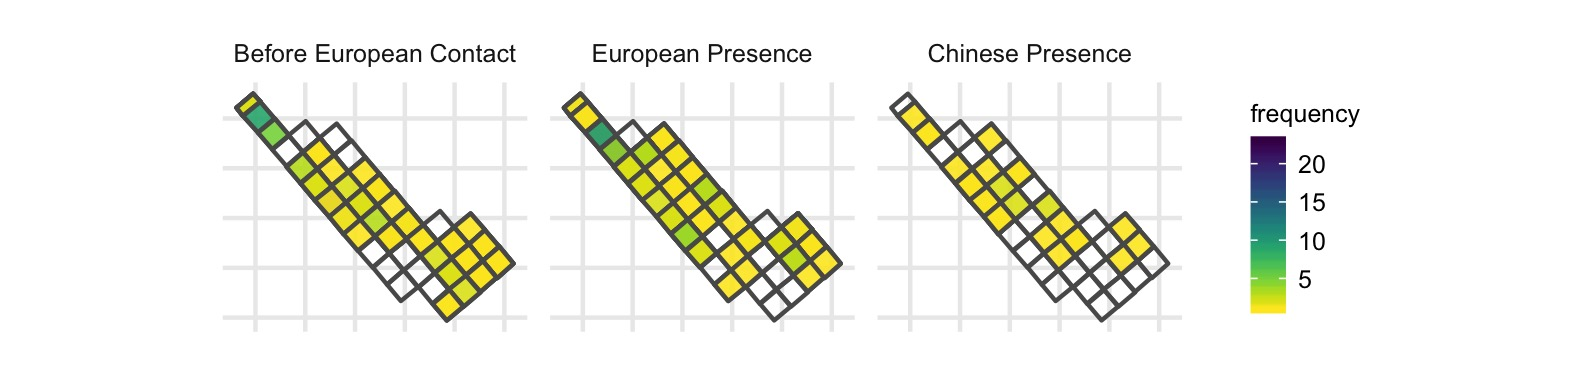 Before European Contact
European Presence
Chinese Presence
frequency
20
15
10
5